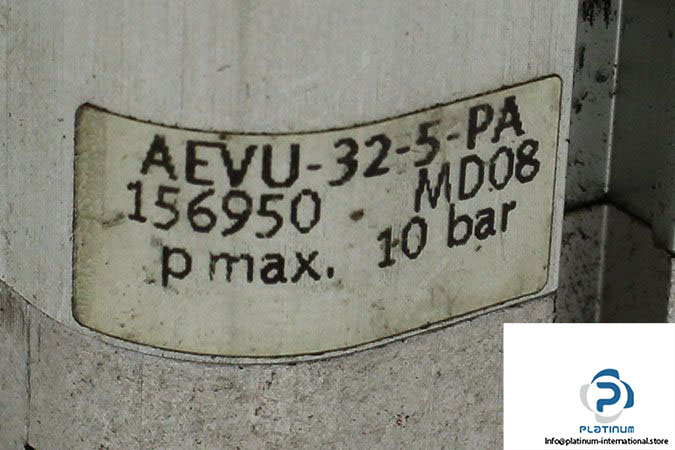 AEVU-32-5-PA
156950 MD08
p max. 10 bar
PLATINUM
Info@platinum-international.store